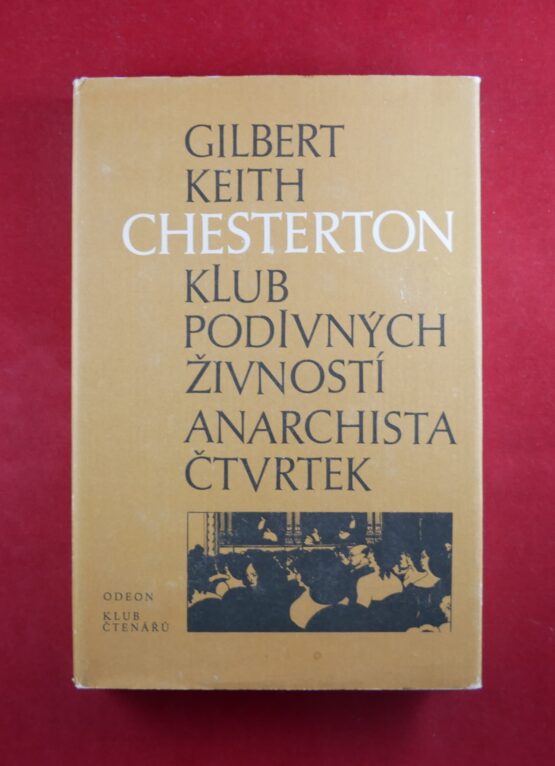 GILBERT
KEITH
CHESTERTON
KLUB
PODIVNÝCH
ŽIVNOSTÍ
ANARCHISTA
ČTVRTEK
ODEON
KLUB
ČTENÁŘŮ